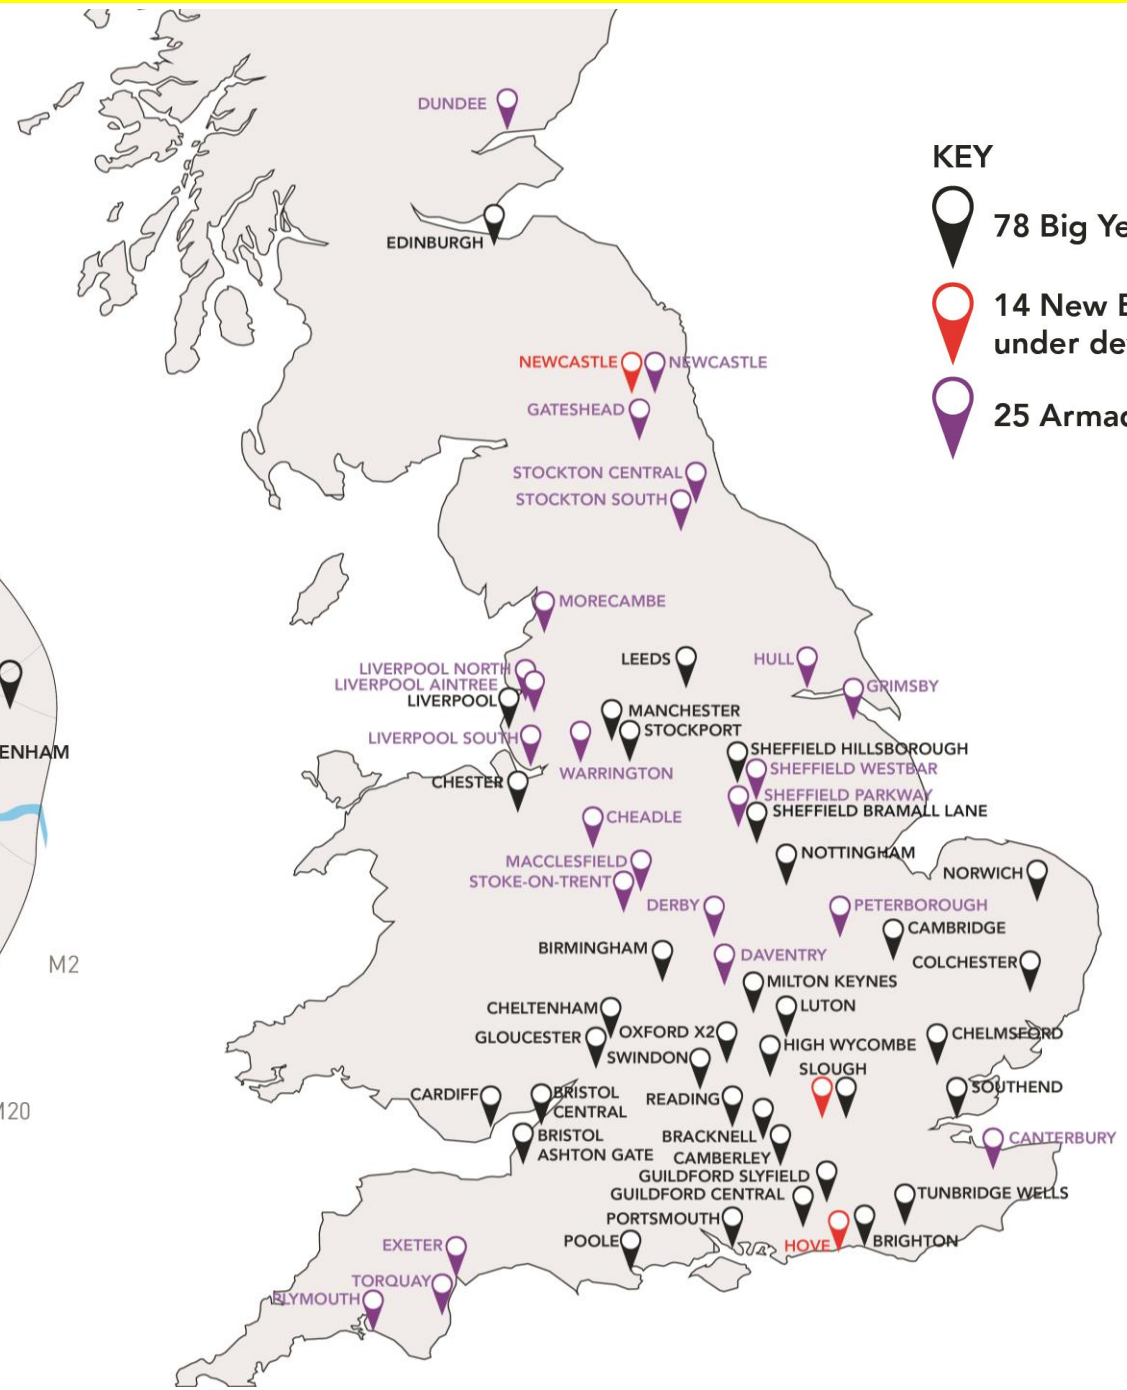 DUNDEE
KEY
78 Big Ye
EDINBURGH
14 New B
under de
NEWCASTLE
NEWCASTLE
25 Armad
GATESHEAD
STOCKTON CENTRAL
STOCKTON SOUTH
MORECAMBE
LEEDS
HULL
LIVERPOOL NORTH
LIVERPOOL AINTREE
GRIMSBY
LIVERPOOL
MANCHESTER
STOCKPORT
LIVERPOOL SOUTH
SHEFFIELD HILLSBOROUGH
ENHAM
WARRINGTON
SHEFFIELD WESTBAR
CHESTER
SHEFFIELD PARKWAY
SHEFFIELD BRAMALL LANE
CHEADLE
NOTTINGHAM
MACCLESFIELD
STOKE-ON-TRENT
NORWICH
DERBY
PETERBOROUGH
CAMBRIDGE
BIRMINGHAM
DAVENTRY
COLCHESTER
M2
MILTON KEYNES
CHELTENHAM
LUTON
GLOUCESTER
OXFORD X2
CHELMSFORD
HIGH WYCOMBE
SWINDON
SLOUGH
SOUTHEND
CARDIFF
BRISTOL
CENTRAL
READING
M20
BRISTOL
ASHTON GATE
BRACKNELL
CANTERBURY
CAMBERLEY
GUILDFORD SLYFIELD
GUILDFORD CENTRAL
TUNBRIDGE WELLS
PORTSMOUTH
POOLE
HOVE
BRIGHTON
EXETER
TORQUAY
PLYMOUTH